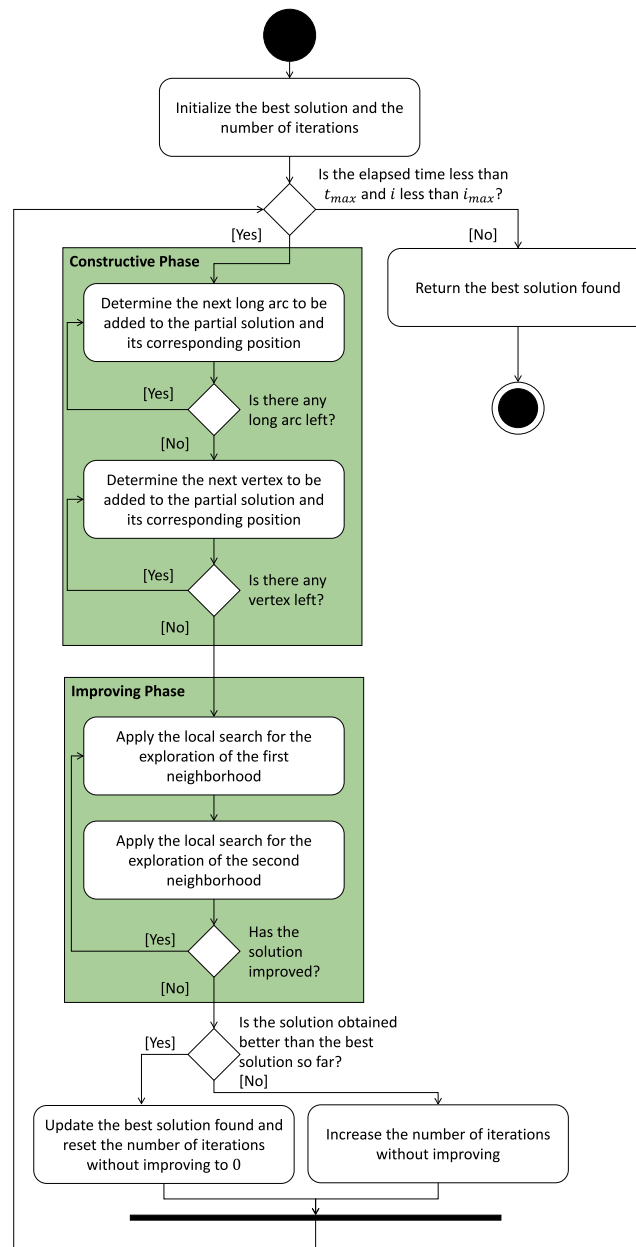 Initialize the best solution and the
number of iterations
Is the elapsed time less than
tmax and i less than imax?
[Yes]
[No]
Constructive Phase
Return the best solution found
Determine the next long arc to be
added to the partial solution and
its corresponding position
[Yes]
Is there any
long arc left?
[No]
Determine the next vertex to be
added to the partial solution and
its corresponding position
[Yes]
Is there any
vertex left?
[No]
Improving Phase
Apply the local search for the
exploration of the first
neighborhood
Apply the local search for the
exploration of the second
neighborhood
[Yes]
Has the
solution
improved?
[No]
Is the solution obtained
better than the best
solution so far?
[Yes]
[No]
Update the best solution found and
reset the number of iterations
without improving to 0
Increase the number of iterations
without improving